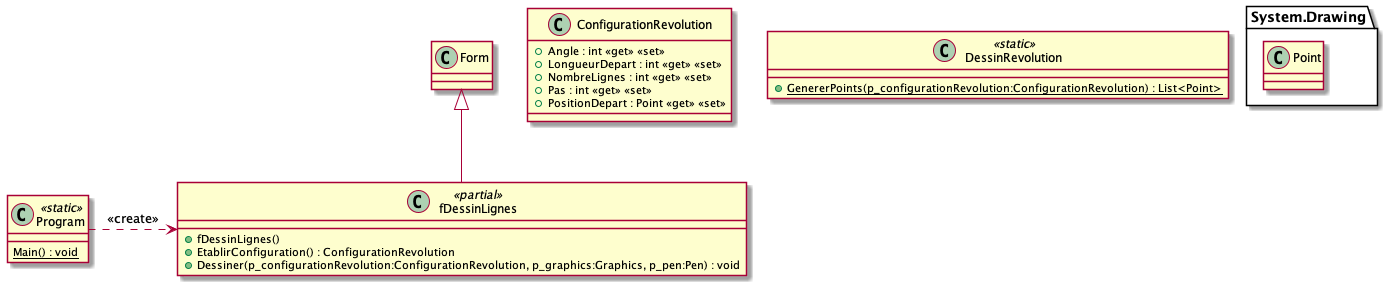 C Form
C ConfigurationRevolution
Angle : int «get» «set»
LongueurDepart : int «get» «set»
NombreLignes : int «get» «set»
Pas : int «get» «set»
PositionDepart : Point «get» «set»
C «static»
DessinRevolution
GenererPoints(p_configurationRevolution:ConfigurationRevolution) : List<Point>
System.Drawing
C Point
C «static»
Program
Main() : void
«create»
C «partial»
fDessinLignes
fDessinLignes()
EtablirConfiguration() : ConfigurationRevolution
Dessiner(p_configurationRevolution:ConfigurationRevolution, p_graphics:Graphics, p_pen:Pen) : void